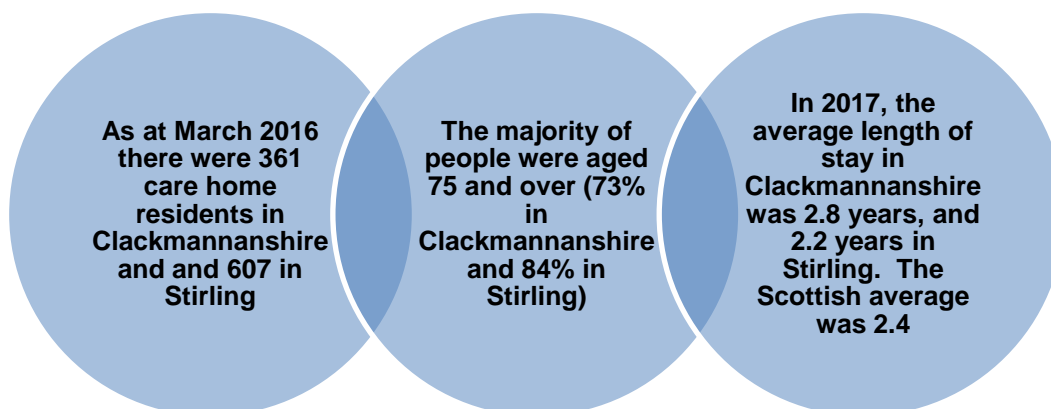 As at March 2016
there were 361
care home
residents in
Clackmannanshire
and and 607 in
Stirling
The majority of
people were aged
75 and over (73%
in
Clackmannanshire
and 84% in
Stirling)
In 2017, the
average length of
stay in
Clackmannanshire
was 2.8 years, and
2.2 years in
Stirling.  The
Scottish average
was 2.4